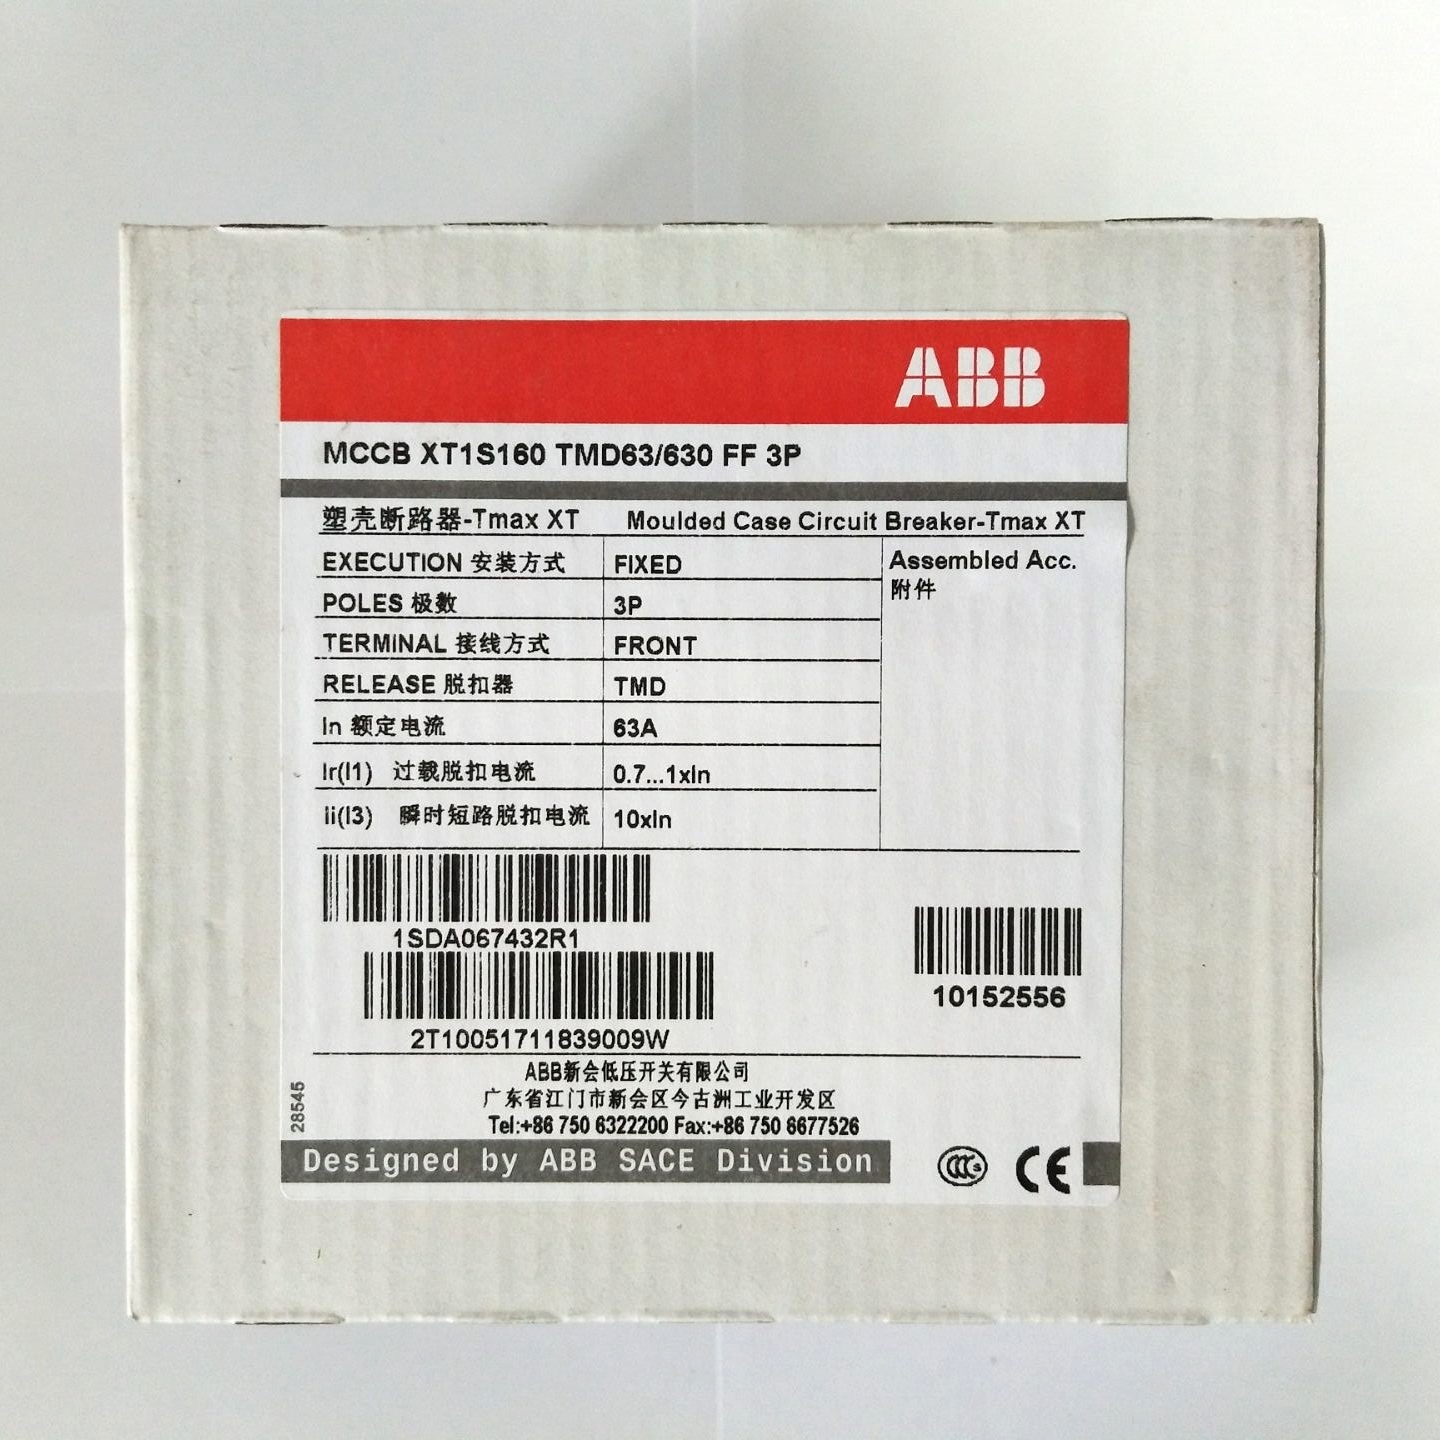 ABB
MCCB XT1S160 TMD63/630 FF 3P
塑壳断路器-Tmax XT Moulded Case Circuit Breaker-Tmax XT
EXECUTION 安装方式 FIXED Assembled Acc.
附件
POLES 极数 3P
TERMINAL 接线方式 FRONT
RELEASE 脱扣器 TMD
In 额定电流 63A
Ir(I1) 过载脱扣电流 0.7...1xIn
Ii(I3) 瞬时短路脱扣电流 10xIn
1SDA067432R1
10152556
2T10051711839009W
ABB新会低压开关有限公司
广东省江门市新会区今古洲工业开发区
Tel:+86 750 6322200 Fax:+86 750 6677526
28545
Designed by ABB SACE Division
CCC S CE